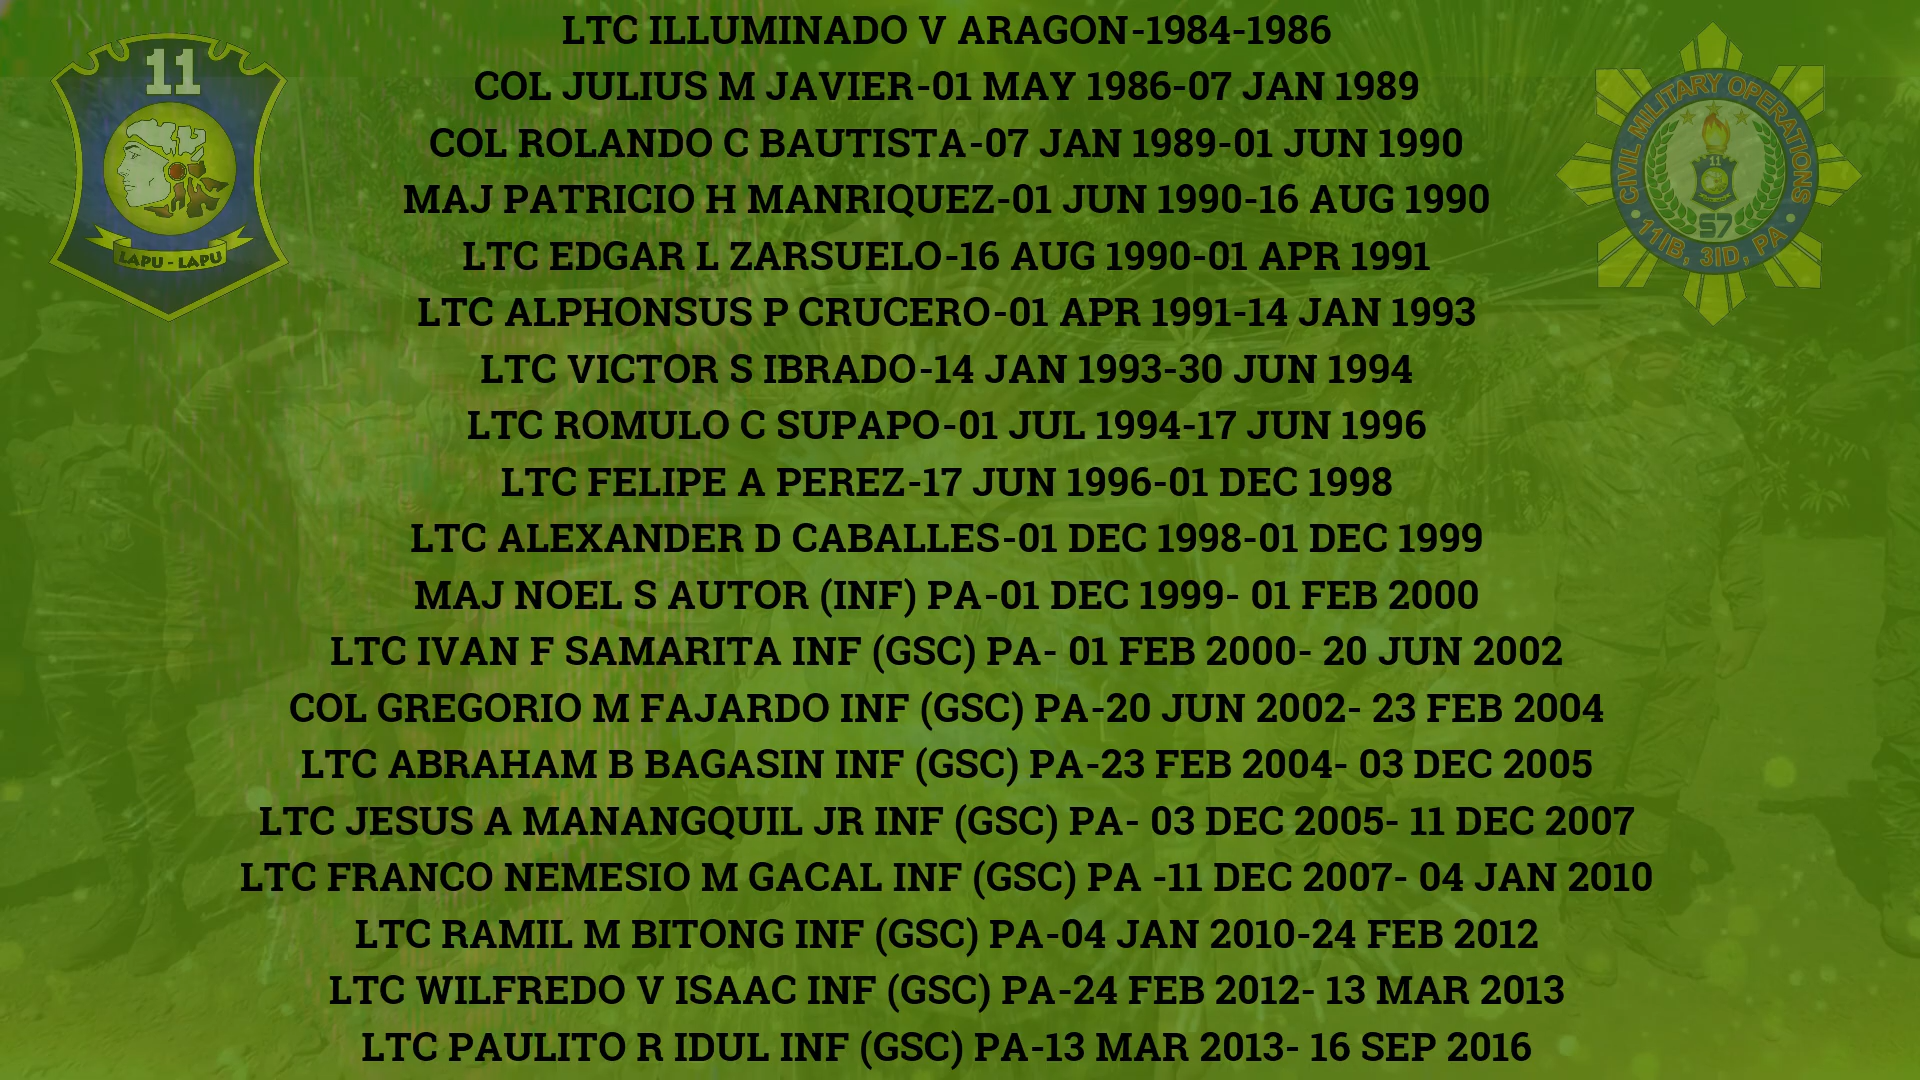 LTC ILLUMINADO V ARAGON-1984-1986
COL JULIUS M JAVIER-01 MAY 1986-07 JAN 1989
COL ROLANDO C BAUTISTA-07 JAN 1989-01 JUN 1990
MAJ PATRICIO H MANRIQUEZ-01 JUN 1990-16 AUG 1990
LTC EDGAR L ZARSUELO-16 AUG 1990-01 APR 1991
LTC ALPHONSUS P CRUCERO-01 APR 1991-14 JAN 1993
LTC VICTOR S IBRADO-14 JAN 1993-30 JUN 1994
LTC ROMULO C SUPAPO-01 JUL 1994-17 JUN 1996
LTC FELIPE A PEREZ-17 JUN 1996-01 DEC 1998
LTC ALEXANDER D CABALLES-01 DEC 1998-01 DEC 1999
MAJ NOEL S AUTOR (INF) PA-01 DEC 1999- 01 FEB 2000
LTC IVAN F SAMARITA INF (GSC) PA- 01 FEB 2000- 20 JUN 2002
COL GREGORIO M FAJARDO INF (GSC) PA-20 JUN 2002- 23 FEB 2004
LTC ABRAHAM B BAGASIN INF (GSC) PA-23 FEB 2004- 03 DEC 2005
LTC JESUS A MANANGQUIL JR INF (GSC) PA- 03 DEC 2005- 11 DEC 2007
LTC FRANCO NEMESIO M GACAL INF (GSC) PA -11 DEC 2007- 04 JAN 2010
LTC RAMIL M BITONG INF (GSC) PA-04 JAN 2010-24 FEB 2012
LTC WILFREDO V ISAAC INF (GSC) PA-24 FEB 2012- 13 MAR 2013
LTC PAULITO R IDUL INF (GSC) PA-13 MAR 2013- 16 SEP 2016
11
LAPU - LAPU
CIVIL MILITARY OPERATIONS
11
S7
11IB, 3ID, PA